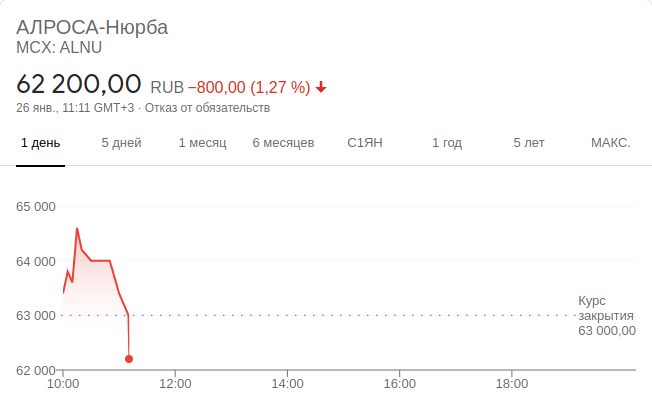 АЛРОСА-Нюрба
MCX: ALNU
62 200,00 RUB −800,00 (1,27 %)
26 янв., 11:11 GMT+3 · Отказ от обязательств
1 день 5 дней 1 месяц 6 месяцев С1ЯН 1 год 5 лет МАКС.
65 000
64 000
Курс
63 000 закрытия
63 000,00
62 000
10:00 12:00 14:00 16:00 18:00